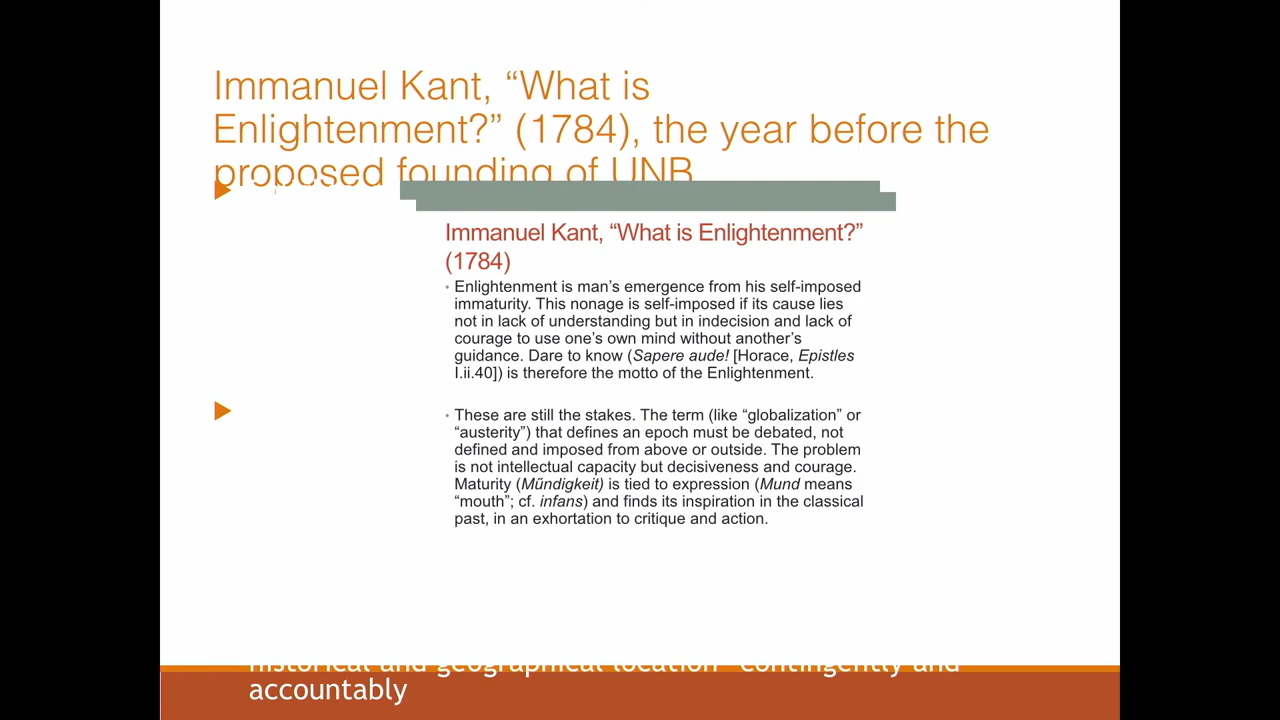 Immanuel Kant, “What is
Enlightenment?” (1784), the year before the
proposed founding of UNB
Immanuel Kant, “What is Enlightenment?”
(1784)
• Enlightenment is man’s emergence from his self-imposed
immaturity. This nonage is self-imposed if its cause lies
not in lack of understanding but in indecision and lack of
courage to use one’s own mind without another’s
guidance. Dare to know (Sapere aude! [Horace, Epistles
I.ii.40]) is therefore the motto of the Enlightenment.
• These are still the stakes. The term (like “globalization” or
“austerity”) that defines an epoch must be debated, not
defined and imposed from above or outside. The problem
is not intellectual capacity but decisiveness and courage.
Maturity (Műndigkeit) is tied to expression (Mund means
“mouth”; cf. infans) and finds its inspiration in the classical
past, in an exhortation to critique and action.
historical and geographical location contingently and
accountably